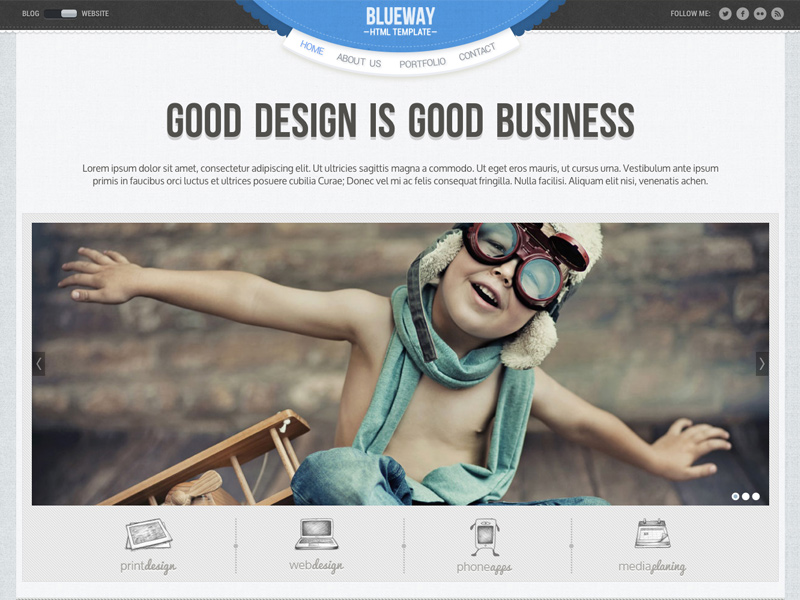 BLOG WEBSITE
BLUEWAY
HTML TEMPLATE
FOLLOW ME:
HOME ABOUT US PORTFOLIO CONTACT
GOOD DESIGN IS GOOD BUSINESS
Lorem ipsum dolor sit amet, consectetur adipiscing elit. Ut ultricies sagittis magna a commodo. Ut eget eros mauris, ut cursus urna. Vestibulum ante ipsum
primis in faucibus orci luctus et ultrices posuere cubilia Curae; Donec vel mi ac felis consequat fringilla. Nulla facilisi. Aliquam elit nisi, venenatis achen.
printdesign webdesign phoneapps mediaplaning